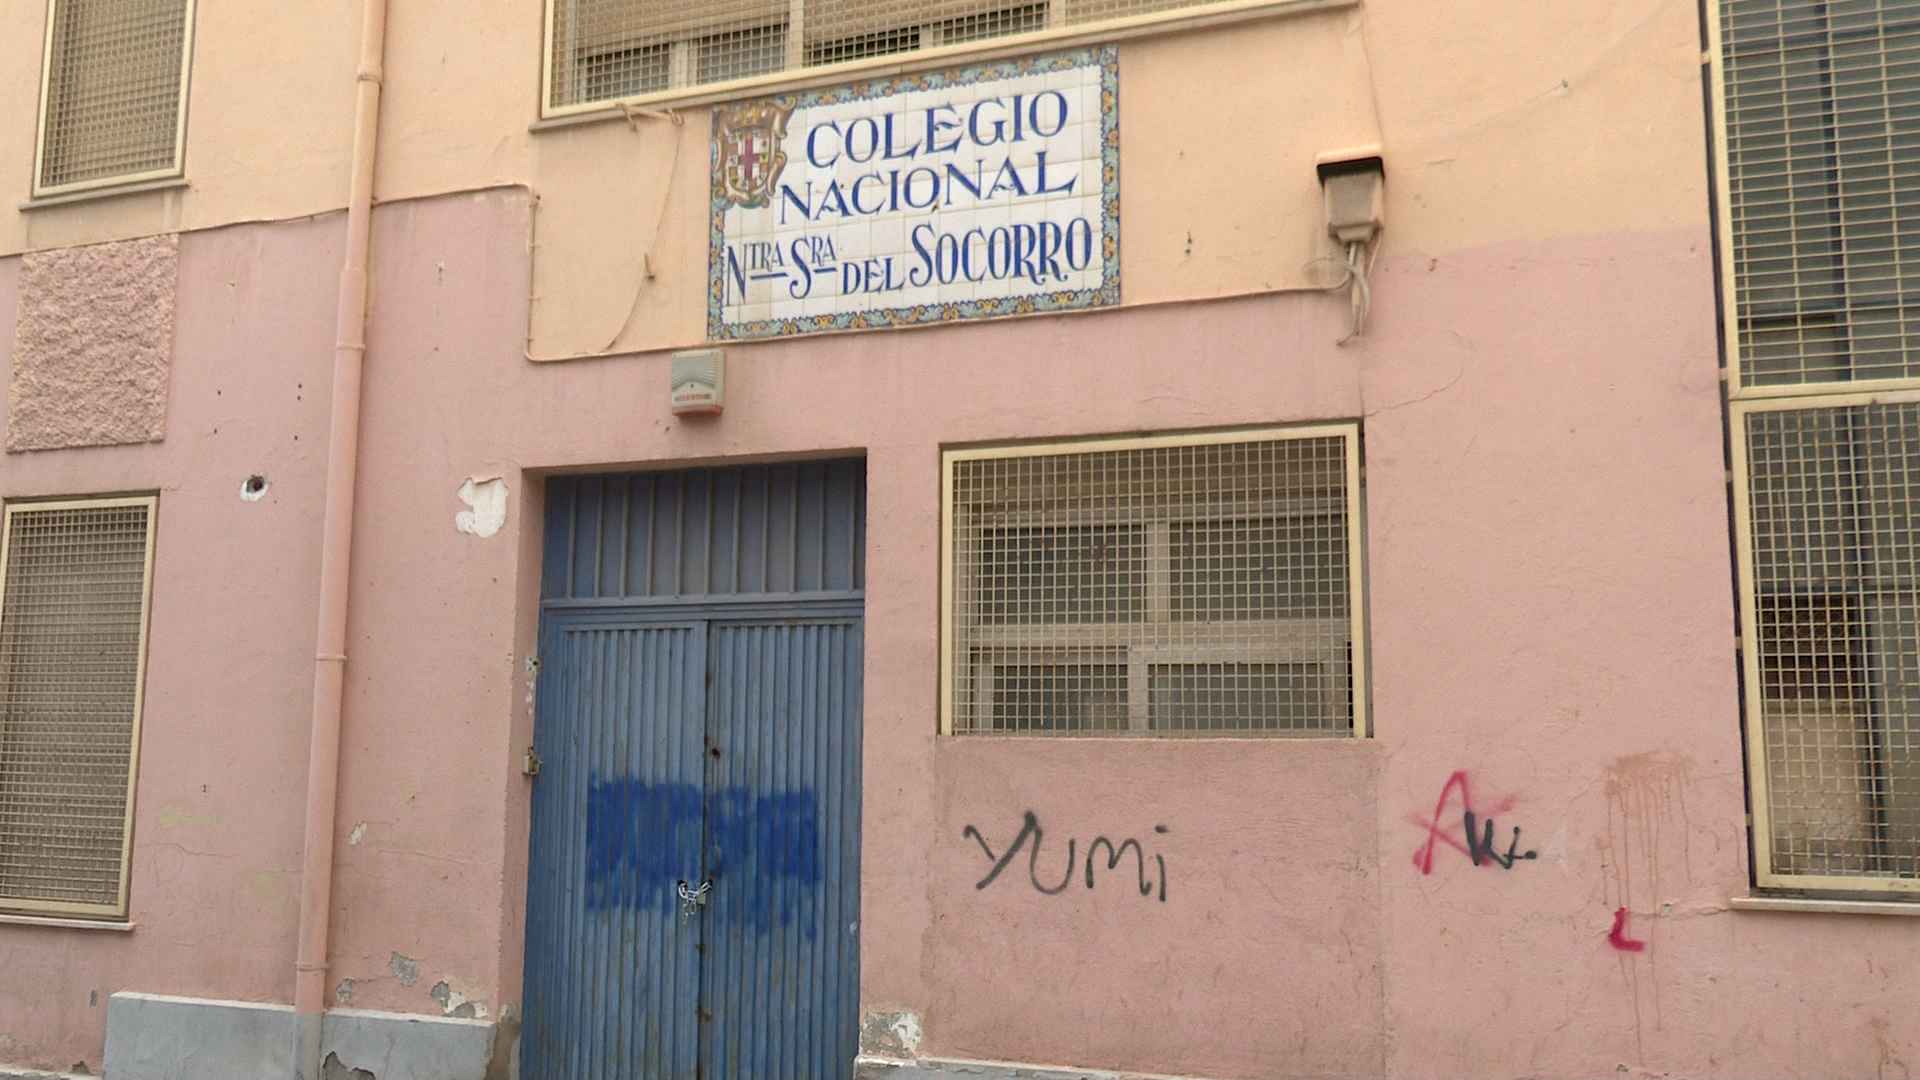 COLEGIO
NACIONAL
NTRA SRA DEL SOCORRO
YUMi
L